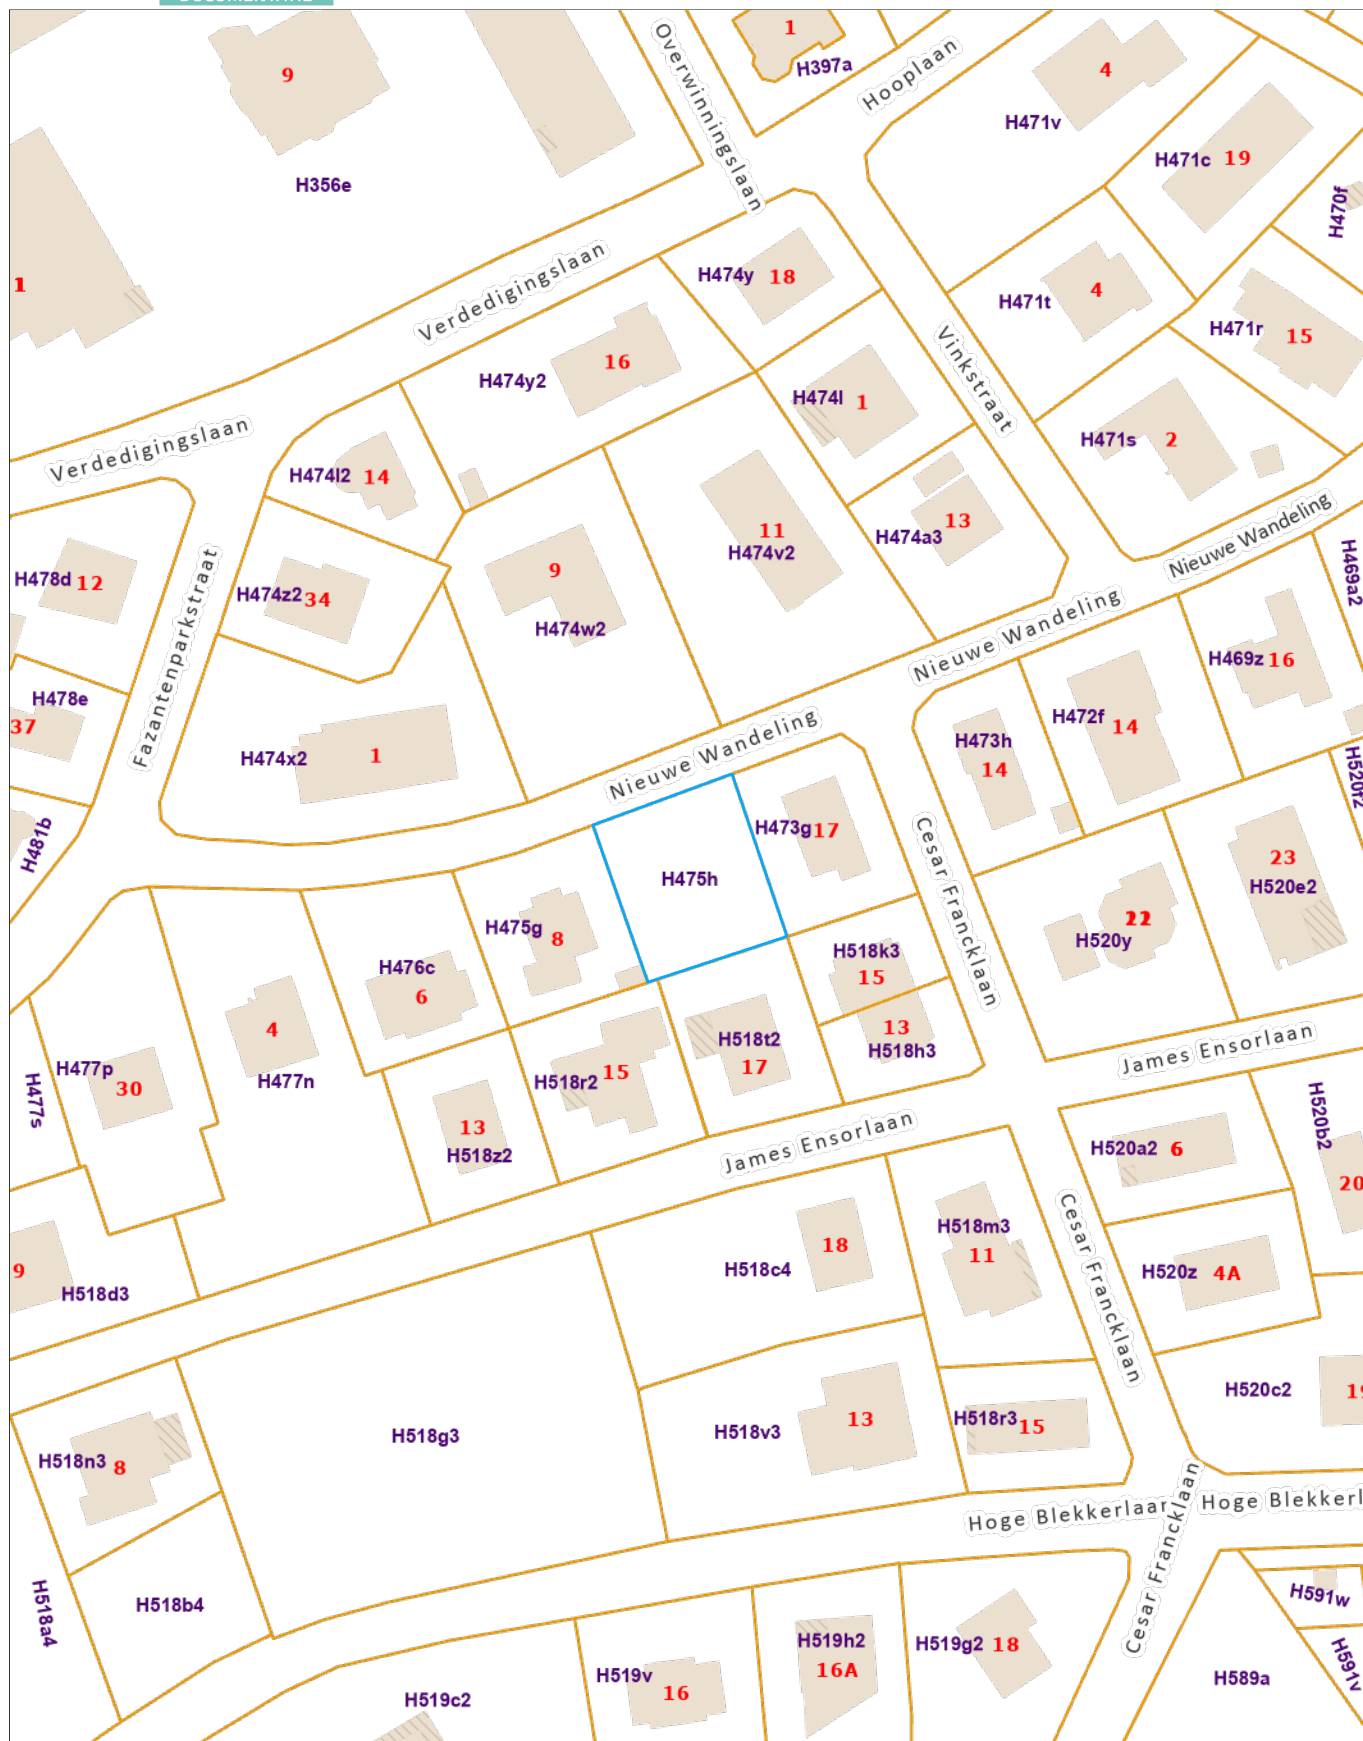 1
Overwinningslaan
Hooplaan
4
9
H397a
H471v
H471c 19
H356e
H470f
Verdedigingslaan
H474y 18
1
H471t
4
H471r
15
16
H474y2
Vinkstraat
H474l 1
Verdedigingslaan
H471s 2
H474l2 14
11
H474v2
13
H474a3
Nieuwe Wandeling
H478d 12
9
H474z2 34
H469a2
H474w2
Nieuwe Wandeling
Fazantenparkstraat
H469z 16
H478e
37
H472f
14
H473h
14
H474x2 1
Nieuwe Wandeling
H520f2
H481b
H473g 17
Cesar Francklaan
23
H520e2
H475h
H475g
8
22
H520y
H476c
6
H518k3
15
4
13
H518h3
H518t2
17
James Ensorlaan
H477p
30
H477n
H477s
H518r2 15
13
H518z2
James Ensorlaan
H520b2
H520a2 6
20
Cesar Francklaan
H518m3
11
18
H518c4
9
H518d3
H520z 4A
H520c2
H518g3
H518v3
13
H518r3
15
H518n3
8
Hoge Blekkerlaan
Hoge Blekkerl
Cesar Francklaan
H518a4
H518b4
H591w
H519h2
16A
H519g2 18
H519v
16
H591v
H589a
H519c2